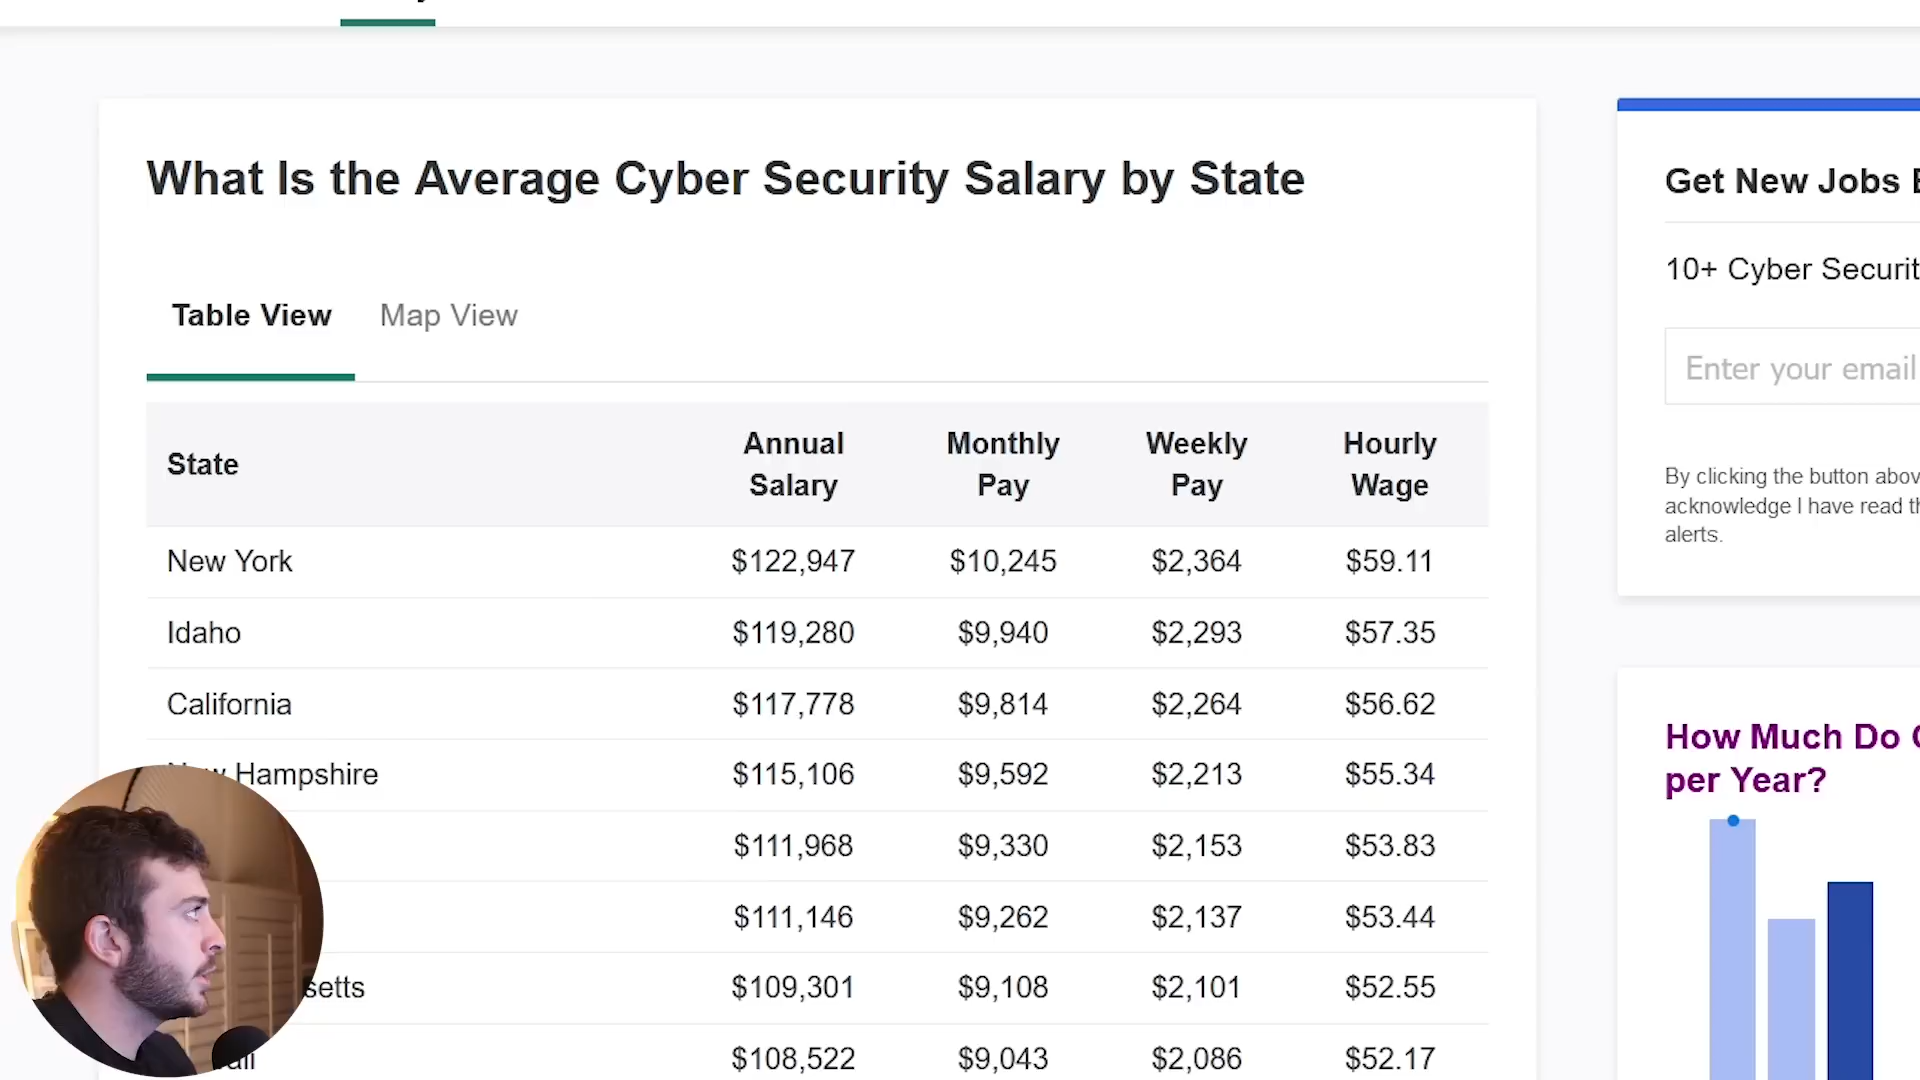 What Is the Average Cyber Security Salary by State
Table View Map View
State Annual Salary Monthly Pay Weekly Pay Hourly Wage
New York $122,947 $10,245 $2,364 $59.11
Idaho $119,280 $9,940 $2,293 $57.35
California $117,778 $9,814 $2,264 $56.62
New Hampshire $115,106 $9,592 $2,213 $55.34
$111,968 $9,330 $2,153 $53.83
$111,146 $9,262 $2,137 $53.44
setts $109,301 $9,108 $2,101 $52.55
$108,522 $9,043 $2,086 $52.17
Get New Jobs
10+ Cyber Securit
Enter your email
By clicking the button abov
acknowledge I have read th
alerts.
How Much Do
per Year?